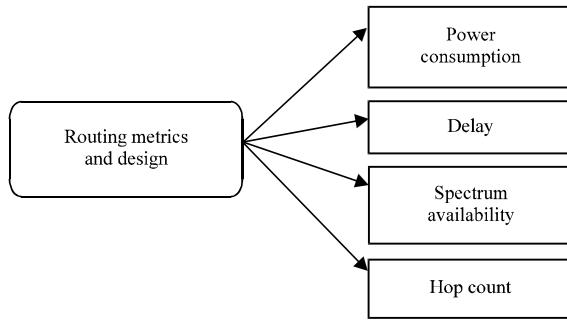 Routing metrics
and design
Power
consumption
Delay
Spectrum
availability
Hop count